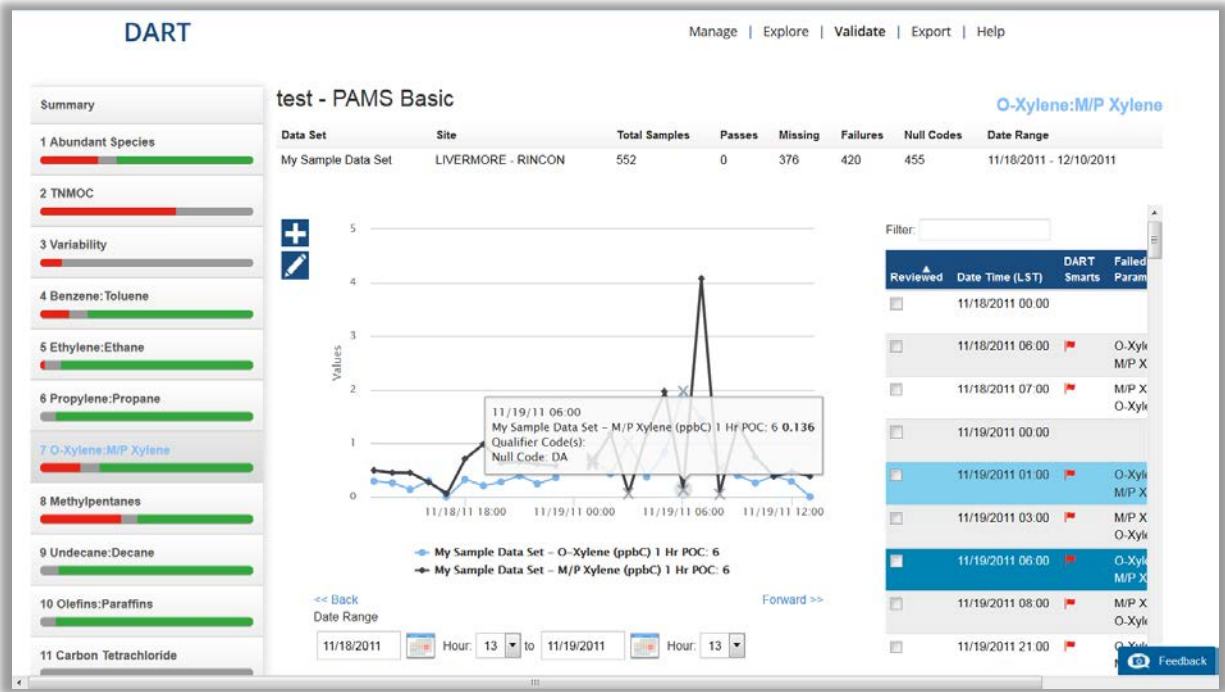 DART
Manage | Explore | Validate | Export | Help
Summary
1 Abundant Species
2 TNMOC
3 Variability
4 Benzene:Toluene
5 Ethylene:Ethane
6 Propylene:Propane
7 O-Xylene:M/P Xylene
8 Methylpentanes
9 Undecane:Decane
10 Olefins:Paraffins
11 Carbon Tetrachloride
test - PAMS Basic
O-Xylene:M/P Xylene
Data Set Site Total Samples Passes Missing Failures Null Codes Date Range
My Sample Data Set LIVERMORE - RINCON 552 0 376 420 455 11/18/2011 - 12/10/2011
5
4
3
2
1
0
Values
11/19/11 06:00
My Sample Data Set – M/P Xylene (ppbC) 1 Hr POC: 6 0.136
Qualifier Code(s):
Null Code: DA
11/18/11 18:00 11/19/11 00:00 11/19/11 06:00 11/19/11 12:00
My Sample Data Set – O-Xylene (ppbC) 1 Hr POC: 6
My Sample Data Set – M/P Xylene (ppbC) 1 Hr POC: 6
<< Back Forward >>
Date Range
11/18/2011 Hour: 13 to 11/19/2011 Hour: 13
Filter:
Reviewed Date Time (LST) DART Smarts Failed Param
11/18/2011 00:00
11/18/2011 06:00 O-Xyle
M/P X
11/18/2011 07:00 M/P X
O-Xyle
11/19/2011 00:00
11/19/2011 01:00 O-Xyle
M/P X
11/19/2011 03:00 M/P X
O-Xyle
11/19/2011 06:00 O-Xyle
M/P X
11/19/2011 08:00 M/P X
O-Xyle
11/19/2011 21:00
Feedback